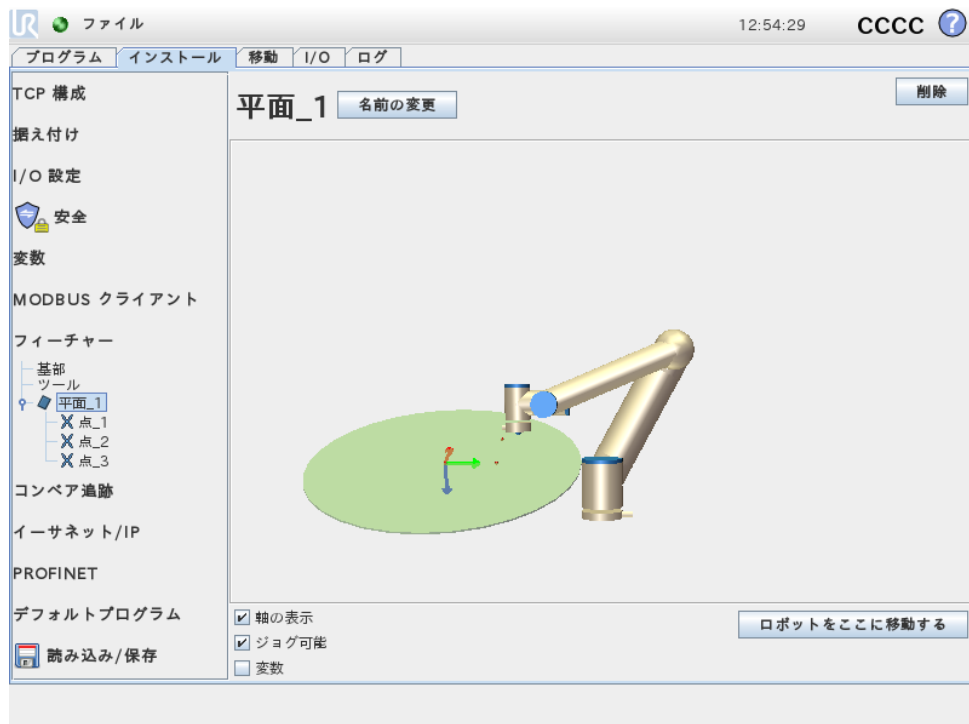 UR ファイル 12:54:29 CCCC ?
プログラム インストール 移動 I/O ログ
TCP 構成
据え付け
I/O 設定
安全
変数
MODBUS クライアント
フィーチャー
基部
ツール
平面_1
点_1
点_2
点_3
コンベア追跡
イーサネット/IP
PROFINET
デフォルトプログラム
読み込み/保存
平面_1 名前の変更 削除
軸の表示
ジョグ可能
変数
ロボットをここに移動する